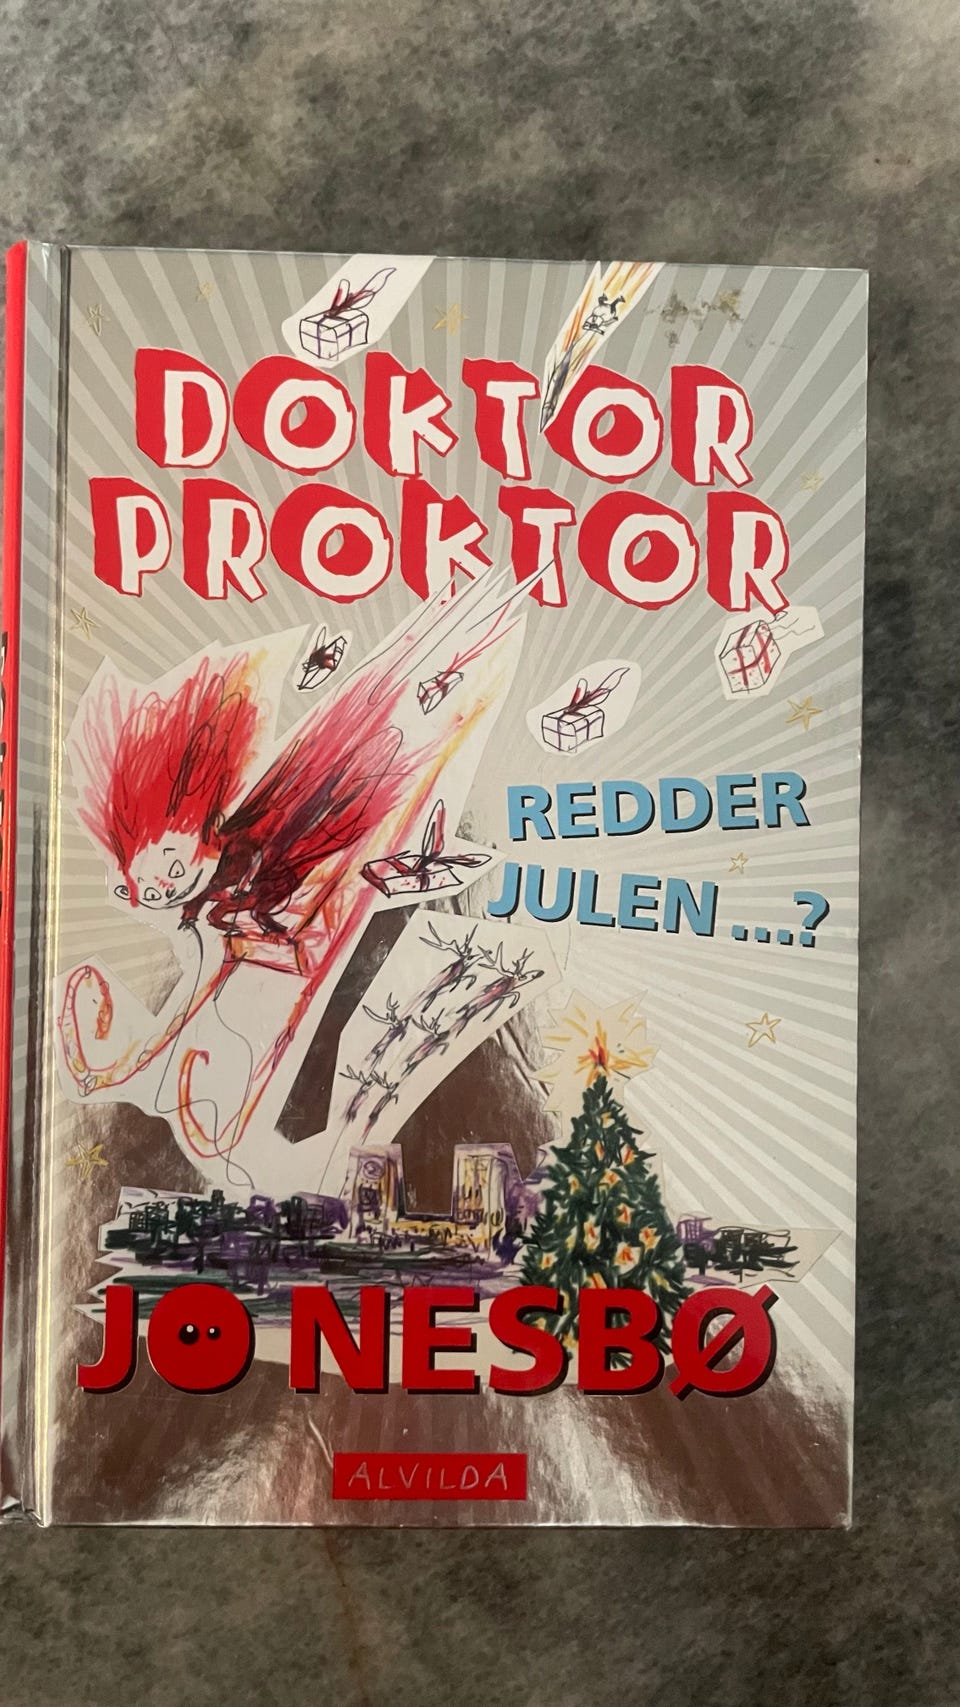 DOKTOR
PROKTOR
REDDER
JULEN ...?
JO NESBØ
ALVILDA